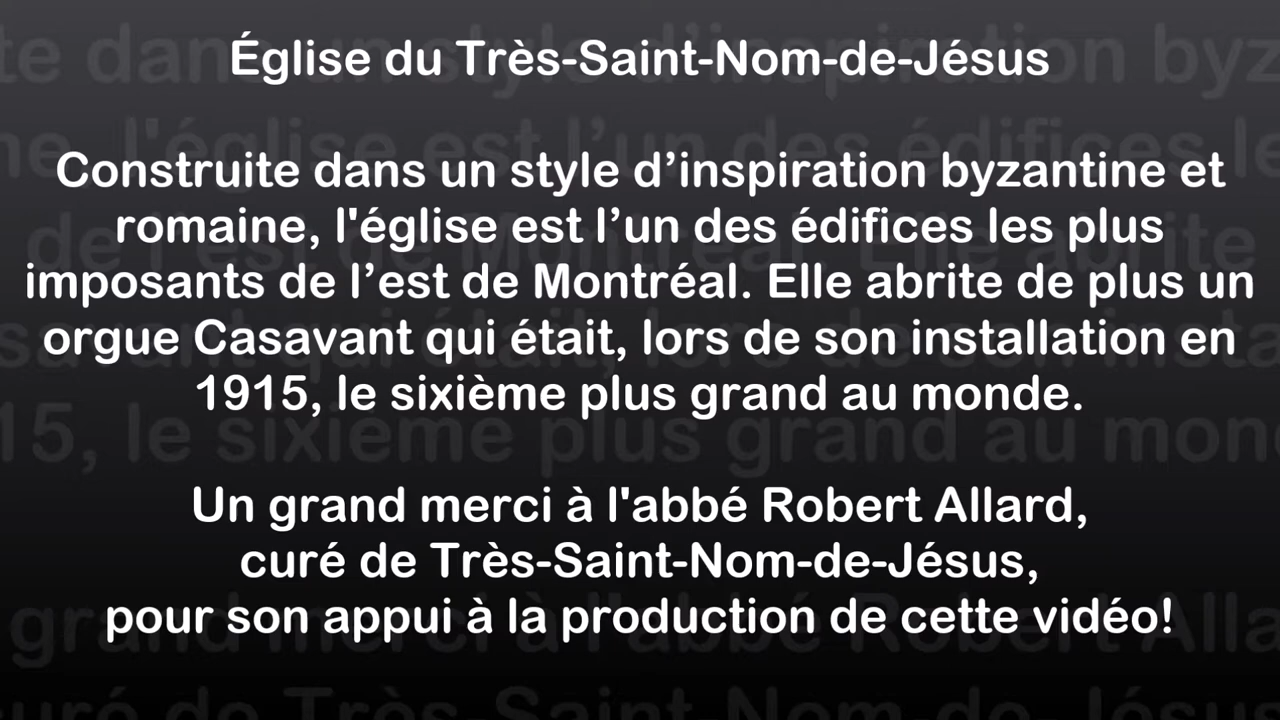 Église du Très-Saint-Nom-de-Jésus
Construite dans un style d’inspiration byzantine et
romaine, l'église est l’un des édifices les plus
imposants de l’est de Montréal. Elle abrite de plus un
orgue Casavant qui était, lors de son installation en
1915, le sixième plus grand au monde.
Un grand merci à l'abbé Robert Allard,
curé de Très-Saint-Nom-de-Jésus,
pour son appui à la production de cette vidéo!